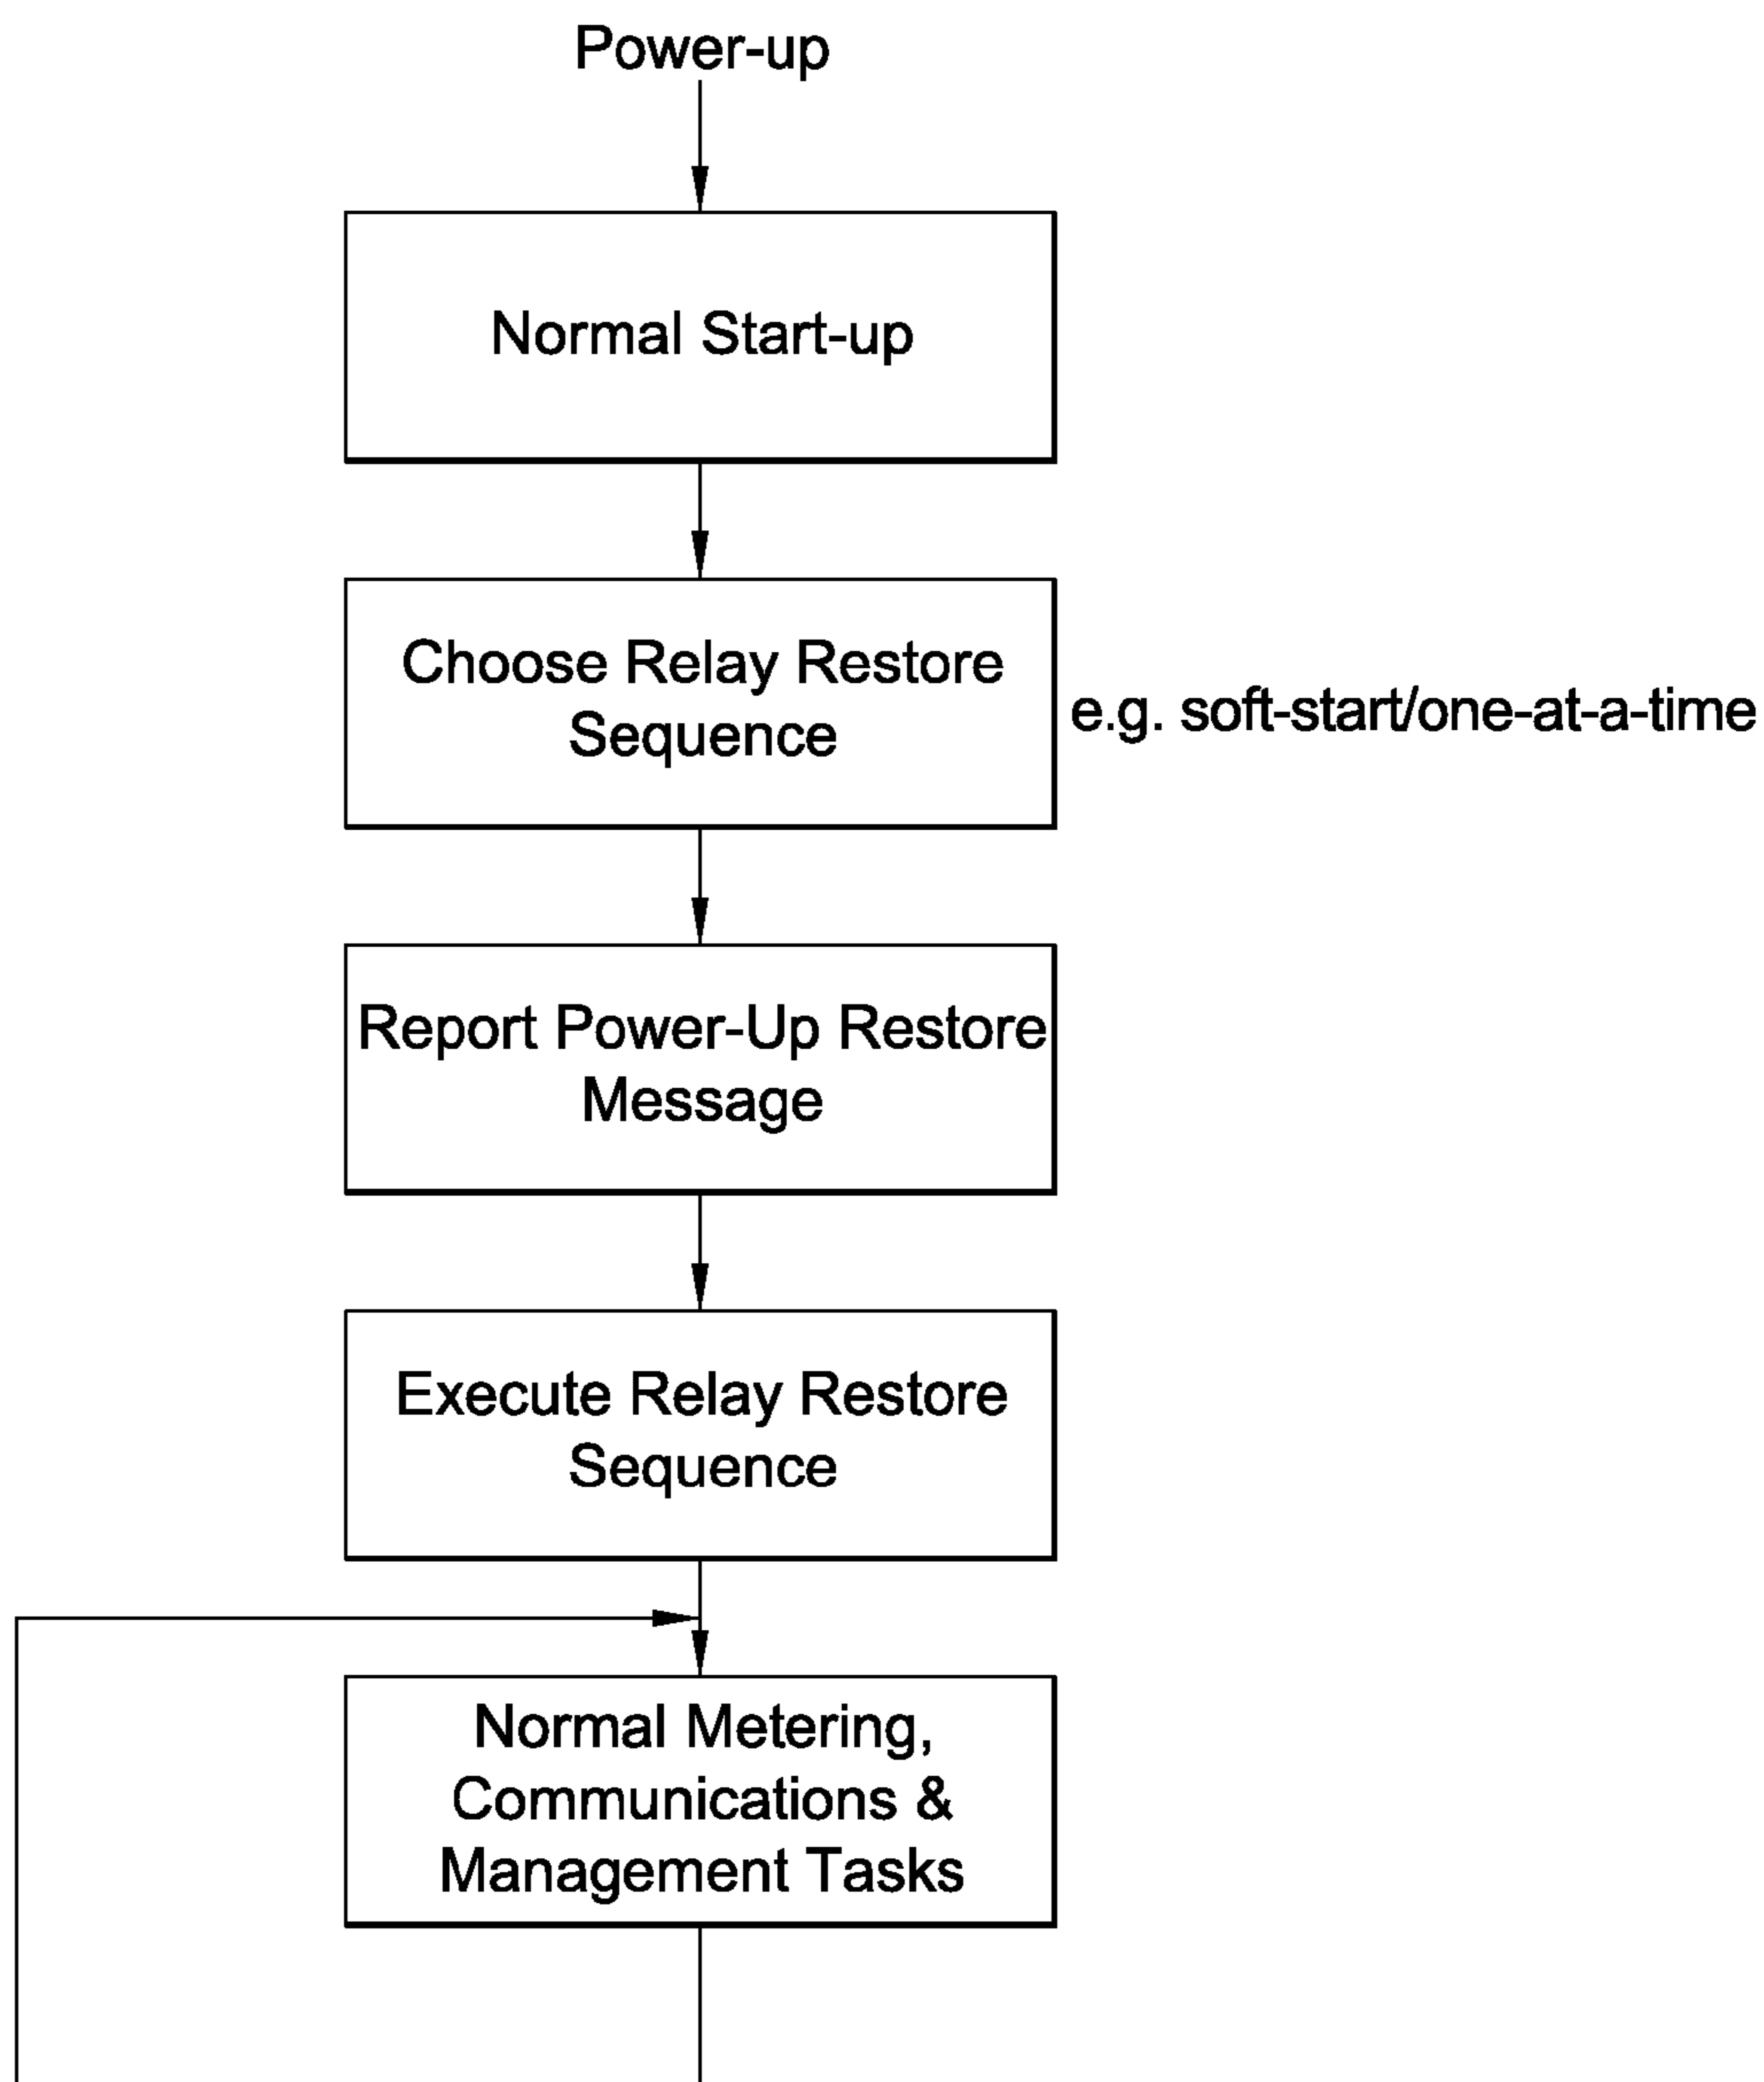 Power-up
Normal Start-up
Choose Relay Restore
Sequence
e.g. soft-start/one-at-a-time
Report Power-Up Restore
Message
Execute Relay Restore
Sequence
Normal Metering,
Communications &
Management Tasks